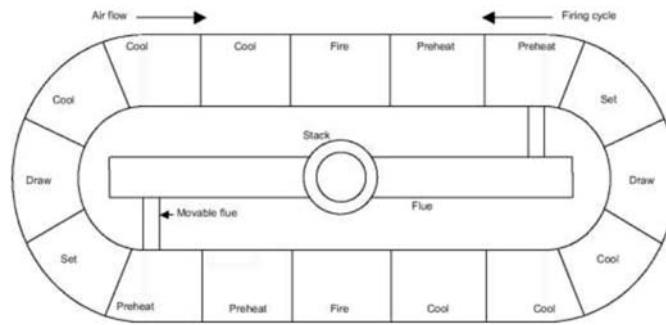 Air flow
Firing cycle
Cool
Cool
Fire
Preheat
Preheat
Cool
Set
Stack
Draw
Draw
Flue
Movable flue
Set
Cool
Preheat
Preheat
Fire
Cool
Cool